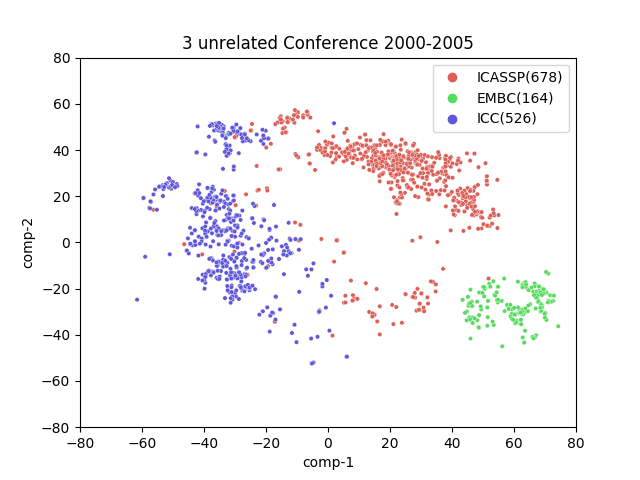 3 unrelated Conference 2000-2005
ICASSP(678)
EMBC(164)
ICC(526)
80
60
40
20
0
−20
−40
−60
−80
comp-2
−80 −60 −40 −20 0 20 40 60 80
comp-1